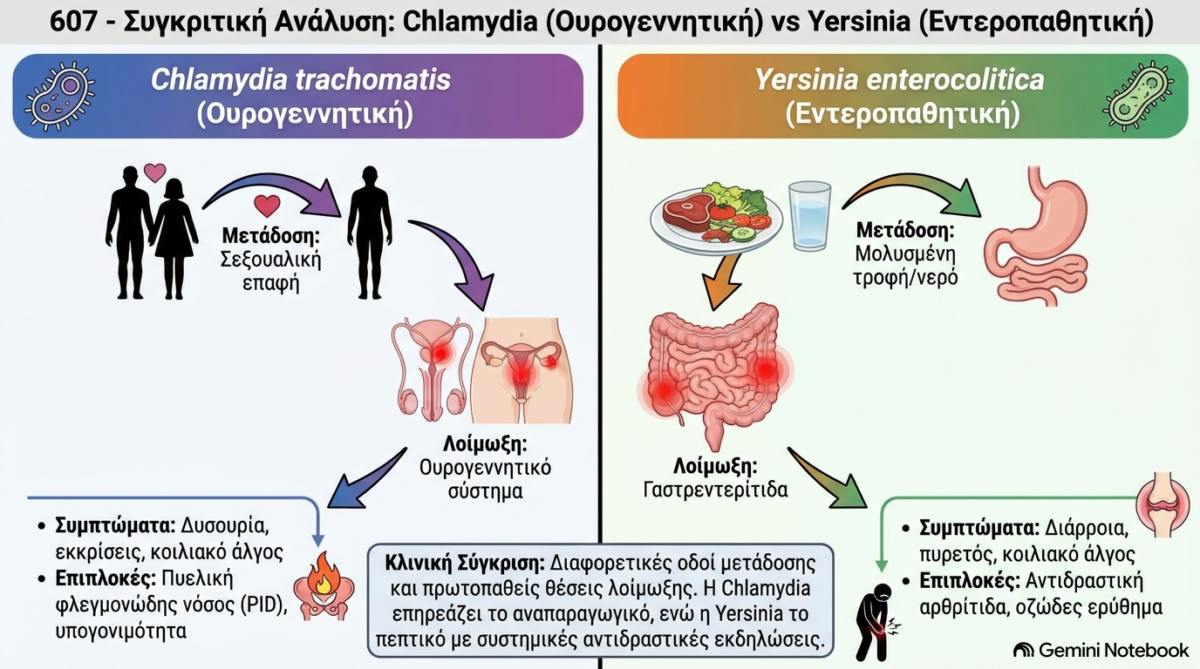 607 - Συγκριτική Ανάλυση: Chlamydia (Ουρογεννητική) vs Yersinia (Εντεροπαθητική)
Chlamydia trachomatis
(Ουρογεννητική)
Μετάδοση:
Σεξουαλική
επαφή
Λοίμωξη:
Ουρογεννητικό
σύστημα
• Συμπτώματα: Δυσουρία,
εκκρίσεις, κοιλιακό άλγος
• Επιπλοκές: Πυελική
φλεγμονώδης νόσος (PID),
υπογονιμότητα
Yersinia enterocolitica
(Εντεροπαθητική)
Μετάδοση:
Μολυσμένη
τροφή/νερό
Λοίμωξη:
Γαστρεντερίτιδα
• Συμπτώματα: Διάρροια,
πυρετός, κοιλιακό άλγος
• Επιπλοκές: Αντιδραστική
αρθρίτιδα, οζώδες ερύθημα
Κλινική Σύγκριση: Διαφορετικές οδοί μετάδοσης
και πρωτοπαθείς θέσεις λοίμωξης. Η Chlamydia
επηρεάζει το αναπαραγωγικό, ενώ η Yersinia το
πεπτικό με συστημικές αντιδραστικές εκδηλώσεις.
Gemini Notebook